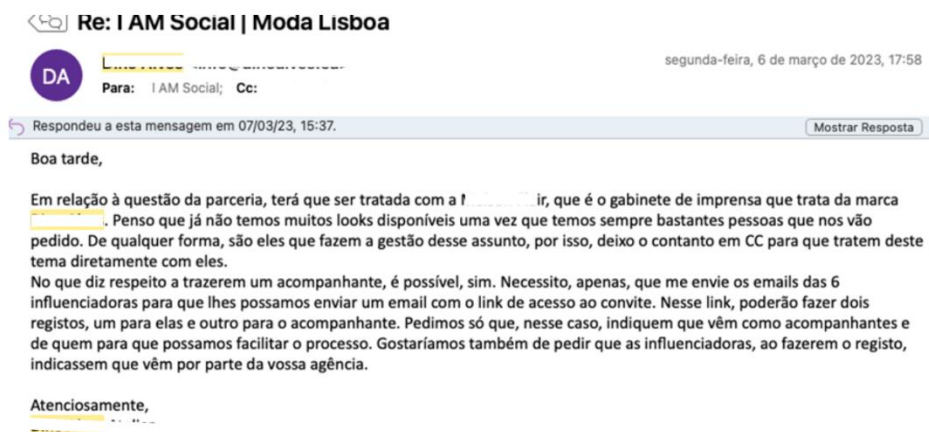 Re: I AM Social | Moda Lisboa
segunda-feira, 6 de março de 2023, 17:58
DA
Para: I AM Social; Cc:
Respondeu a esta mensagem em 07/03/23, 15:37.
Mostrar Resposta
Boa tarde,
Em relação à questão da parceria, terá que ser tratada com a que é o gabinete de imprensa que trata da marca
. Penso que já não temos muitos looks disponíveis uma vez que temos sempre bastantes pessoas que nos vão
pedido. De qualquer forma, são eles que fazem a gestão desse assunto, por isso, deixo o contanto em CC para que tratem deste
tema diretamente com eles.
No que diz respeito a trazerem um acompanhante, é possível, sim. Necessito, apenas, que me envie os emails das 6
influenciadoras para que lhes possamos enviar um email com o link de acesso ao convite. Nesse link, poderão fazer dois
registos, um para elas e outro para o acompanhante. Pedimos só que, nesse caso, indiquem que vêm como acompanhantes e
de quem para que possamos facilitar o processo. Gostaríamos também de pedir que as influenciadoras, ao fazerem o registo,
indicassem que vêm por parte da vossa agência.
Atenciosamente,